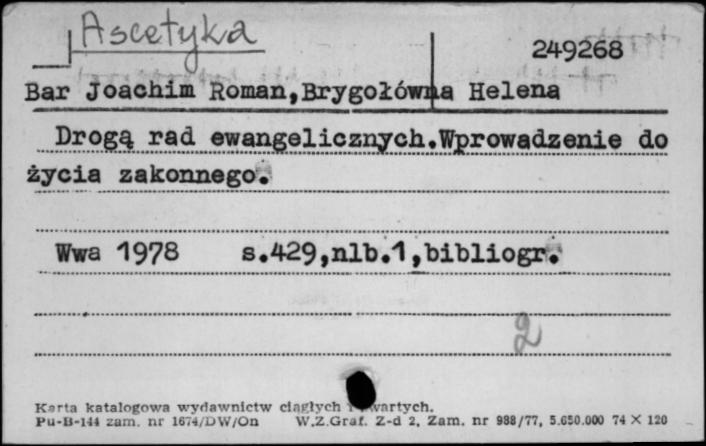 Ascetyka
249268
Bar Joachim Roman,Brygołówna Helena
Drogą rad ewangelicznych.Wprowadzenie do
życia zakonnego.
Wwa 1978 s.429,nlb.1,bibliogr.
2
Karta katalogowa wydawnictw ciągłych i zwartych.
Pu-B-144 zam. nr 1674/DW/On W.Z.Graf. Z-d 2, Zam. nr 988/77, 5.650.000 74 X 120